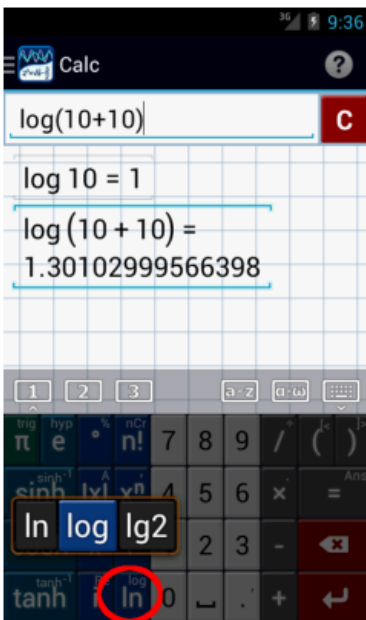 36 9:36
Calc ?
log(10+10) C
log 10 = 1
log (10 + 10) =
1.30102999566398
1 2 3 a-z α-ω
trig hyp % nCr
π e ° n! 7 8 9 / ( )
sinh⁻¹ A Ans
sinh |x| xⁿ 4 5 6 × =
ln log lg2
2 3 -
tanh⁻¹ log
tanh i ln 0 . +